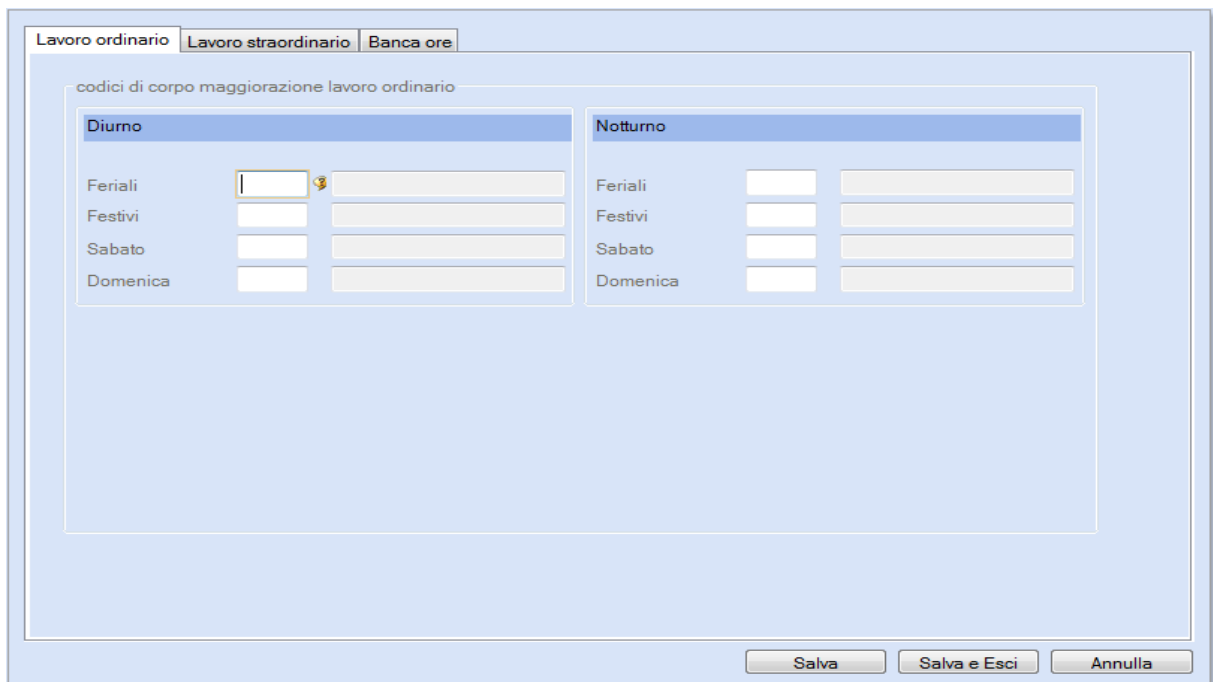 Lavoro ordinario Lavoro straordinario Banca ore
codici di corpo maggiorazione lavoro ordinario
Diurno
Feriali
Festivi
Sabato
Domenica
Notturno
Feriali
Festivi
Sabato
Domenica
Salva Salva e Esci Annulla